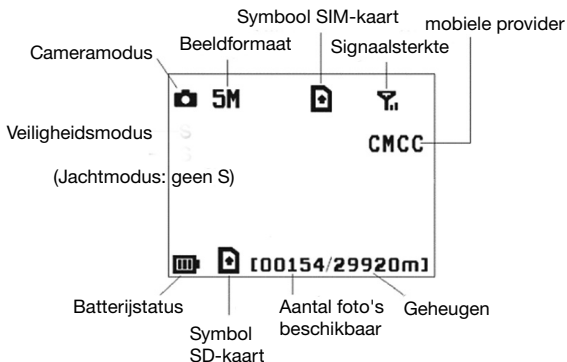 Symbool SIM-kaart
mobiele provider
Cameramodus
Beeldformaat
Signaalsterkte
5M
Veiligheidsmodus
S
S
CMCC
(Jachtmodus: geen S)
[00154/29920m]
Batterijstatus
Aantal foto's
beschikbaar
Geheugen
Symbol
SD-kaart